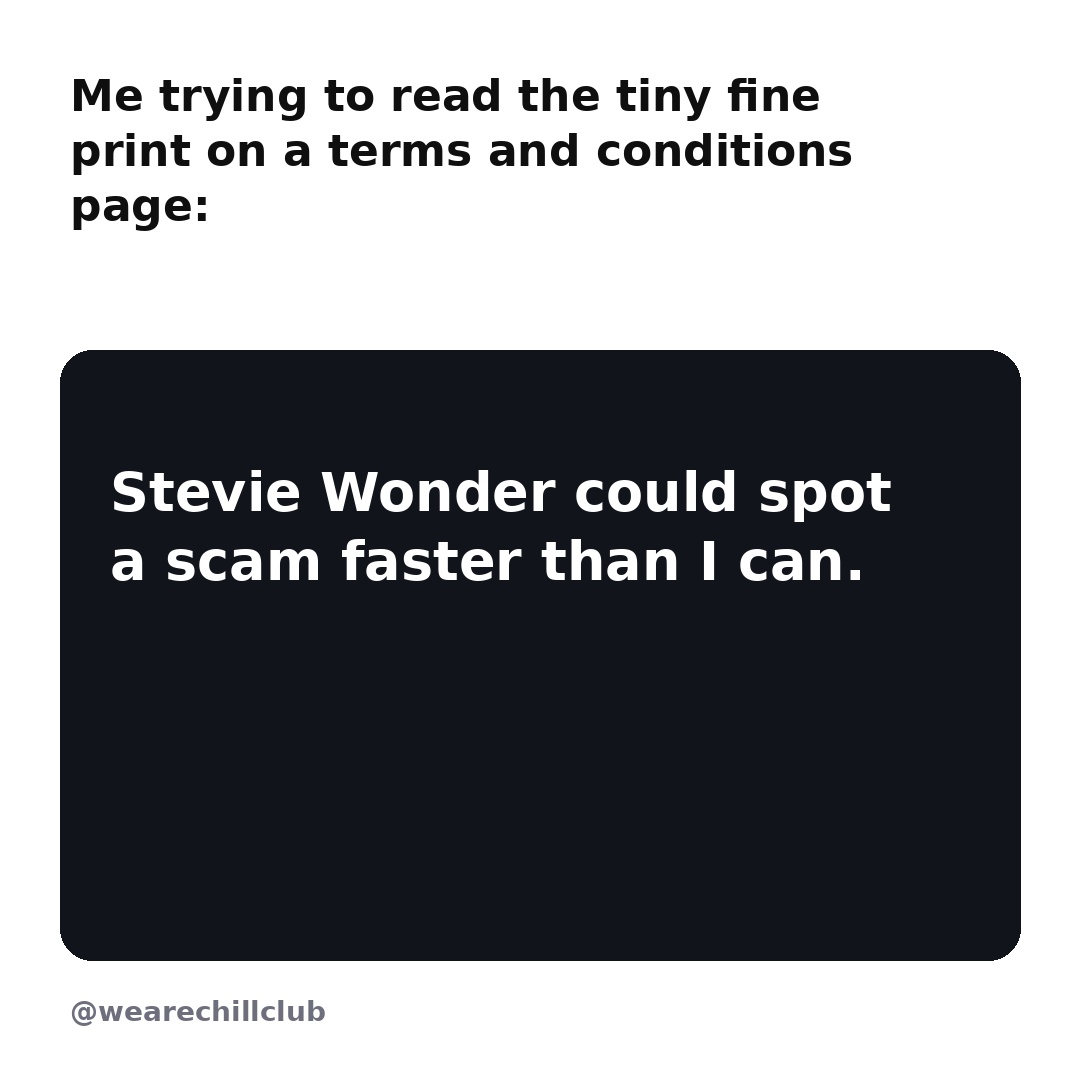 Me trying to read the tiny fine
print on a terms and conditions
page:
Stevie Wonder could spot
a scam faster than I can.
@wearechillclub